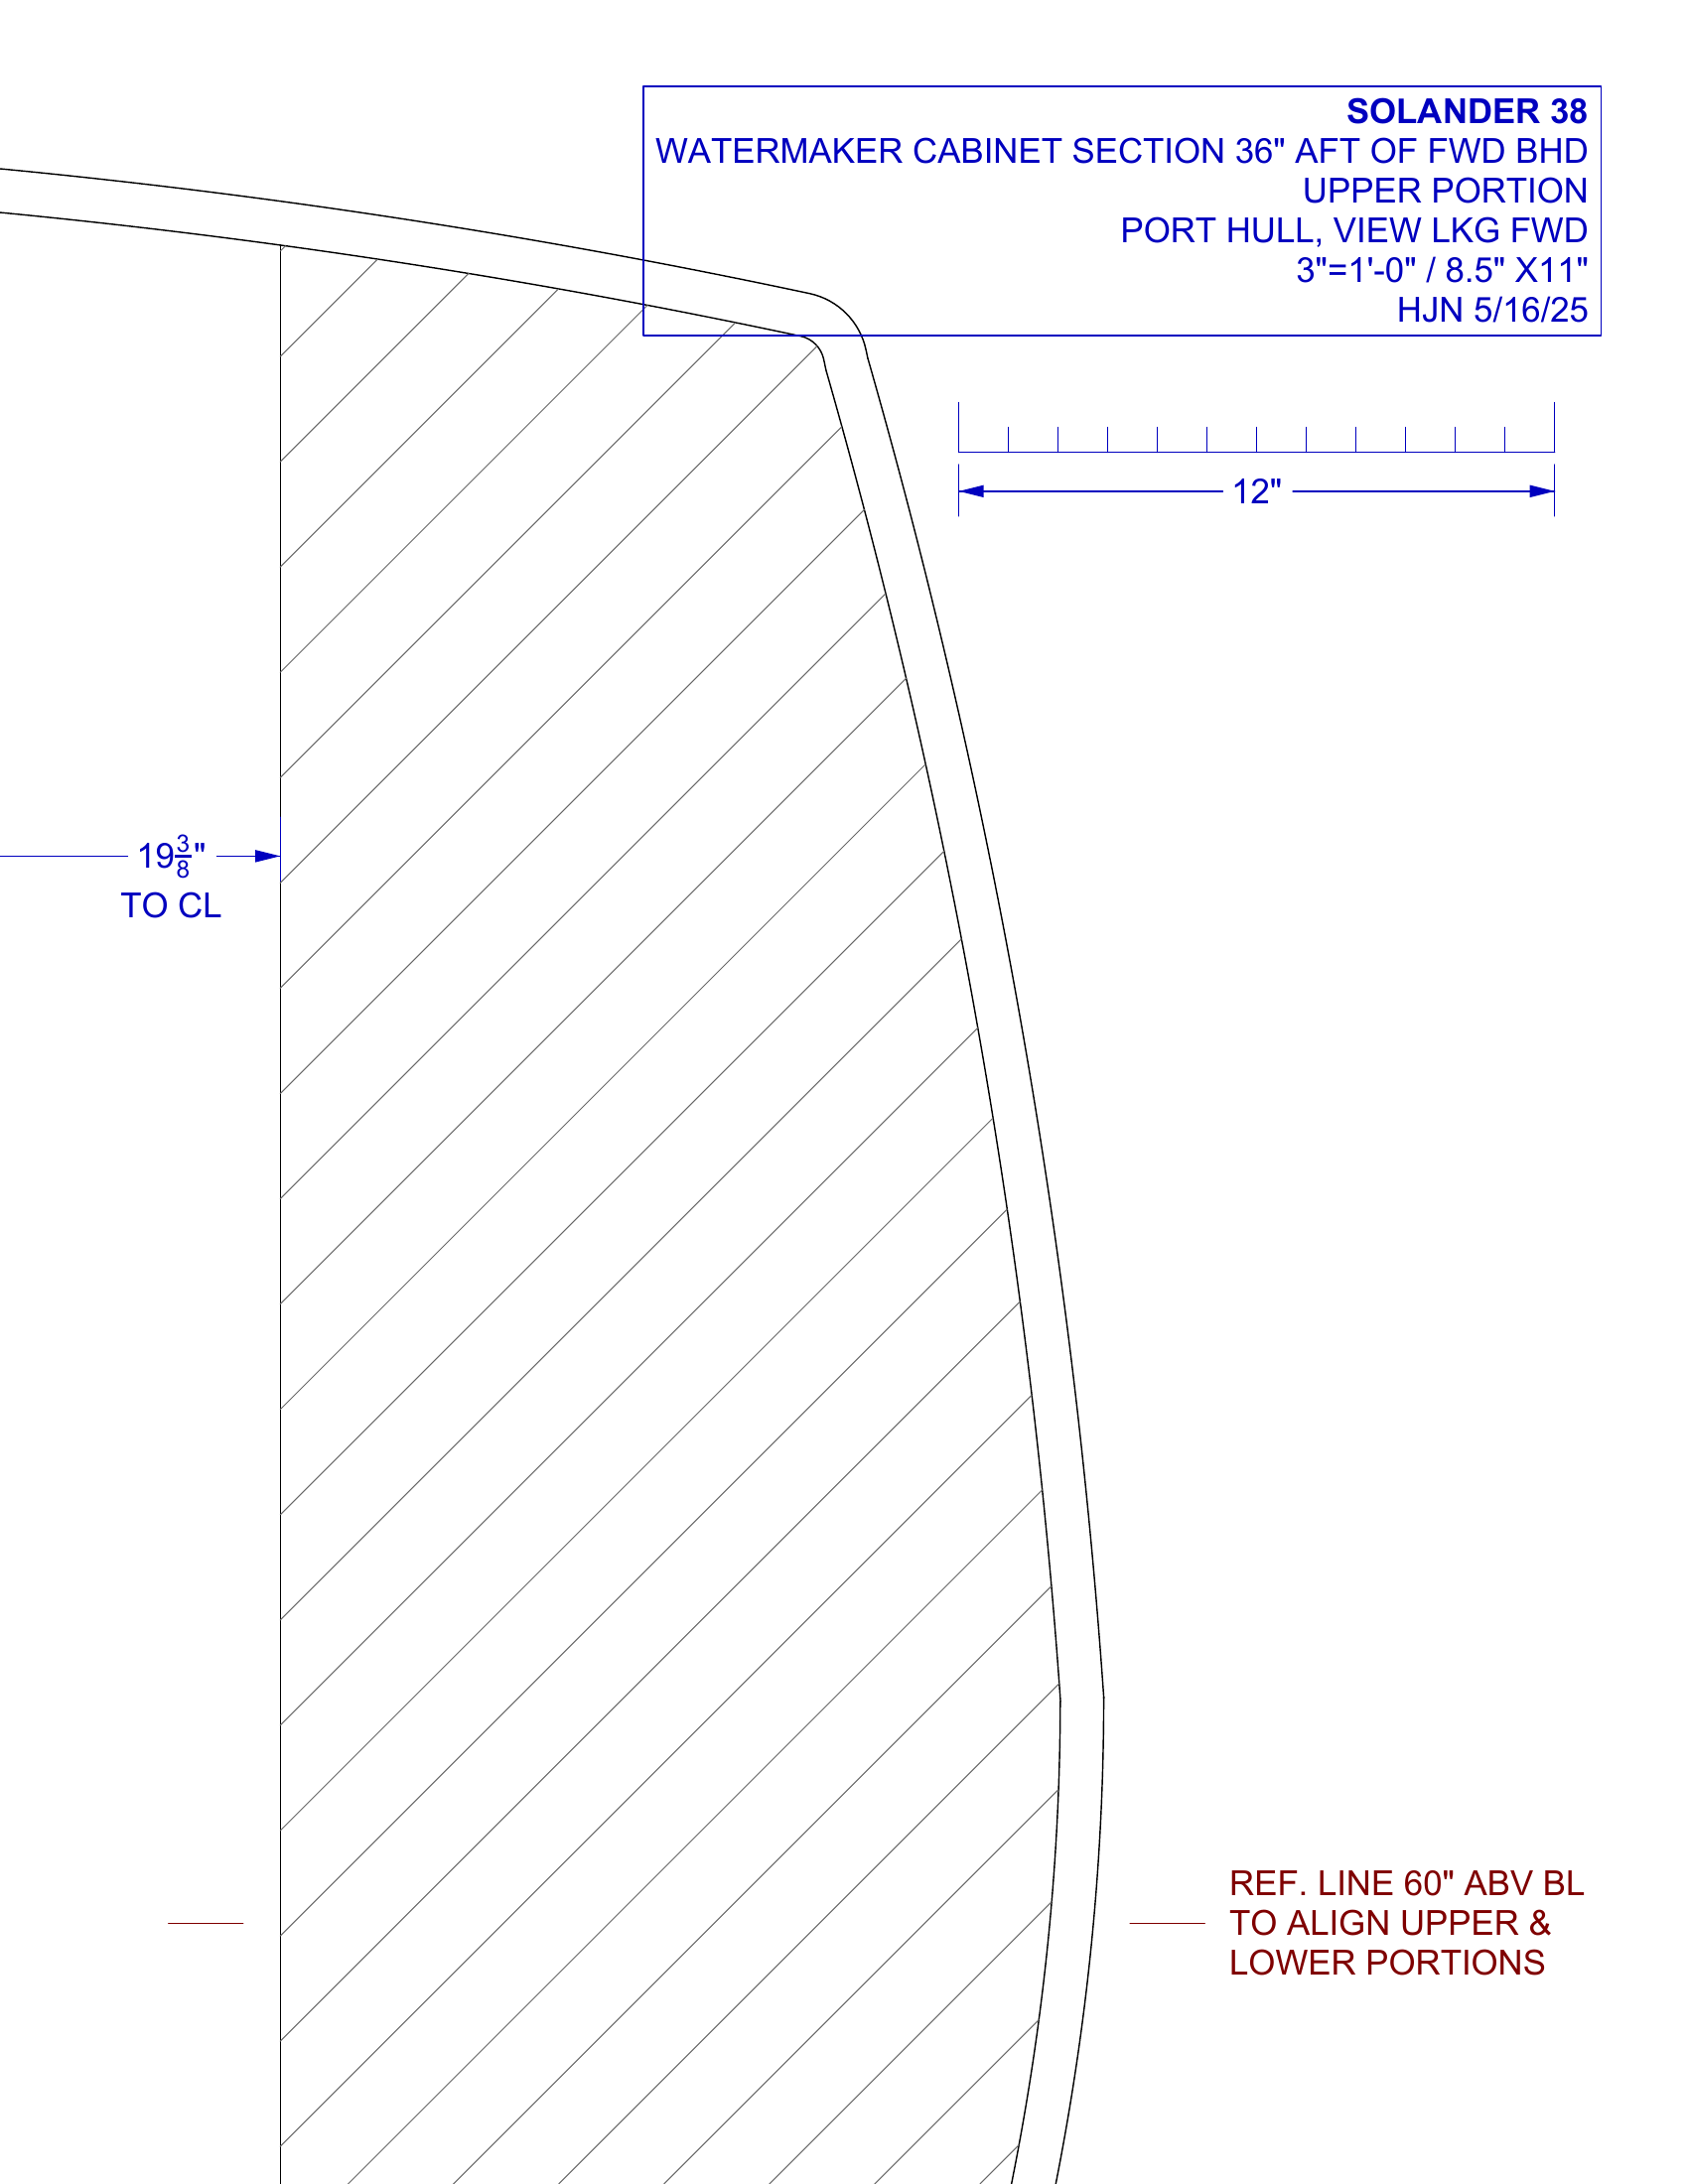 SOLANDER 38
WATERMAKER CABINET SECTION 36" AFT OF FWD BHD
UPPER PORTION
PORT HULL, VIEW LKG FWD
3"=1'-0" / 8.5" X11"
HJN 5/16/25
12"
19 3/8"
TO CL
REF. LINE 60" ABV BL
TO ALIGN UPPER &
LOWER PORTIONS